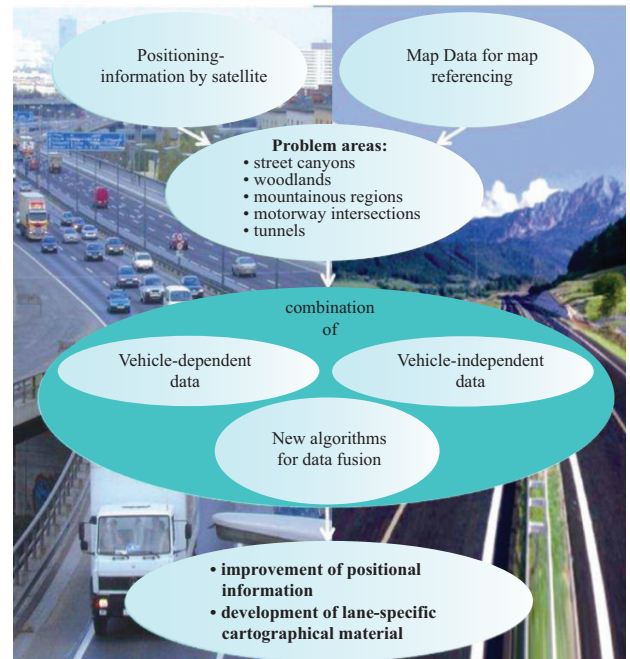 Positioning-
information by satellite
Map Data for map
referencing
Problem areas:
• street canyons
• woodlands
• mountainous regions
• motorway intersections
• tunnels
combination
of
Vehicle-dependent
data
Vehicle-independent
data
New algorithms
for data fusion
• improvement of positional
information
• development of lane-specific
cartographical material